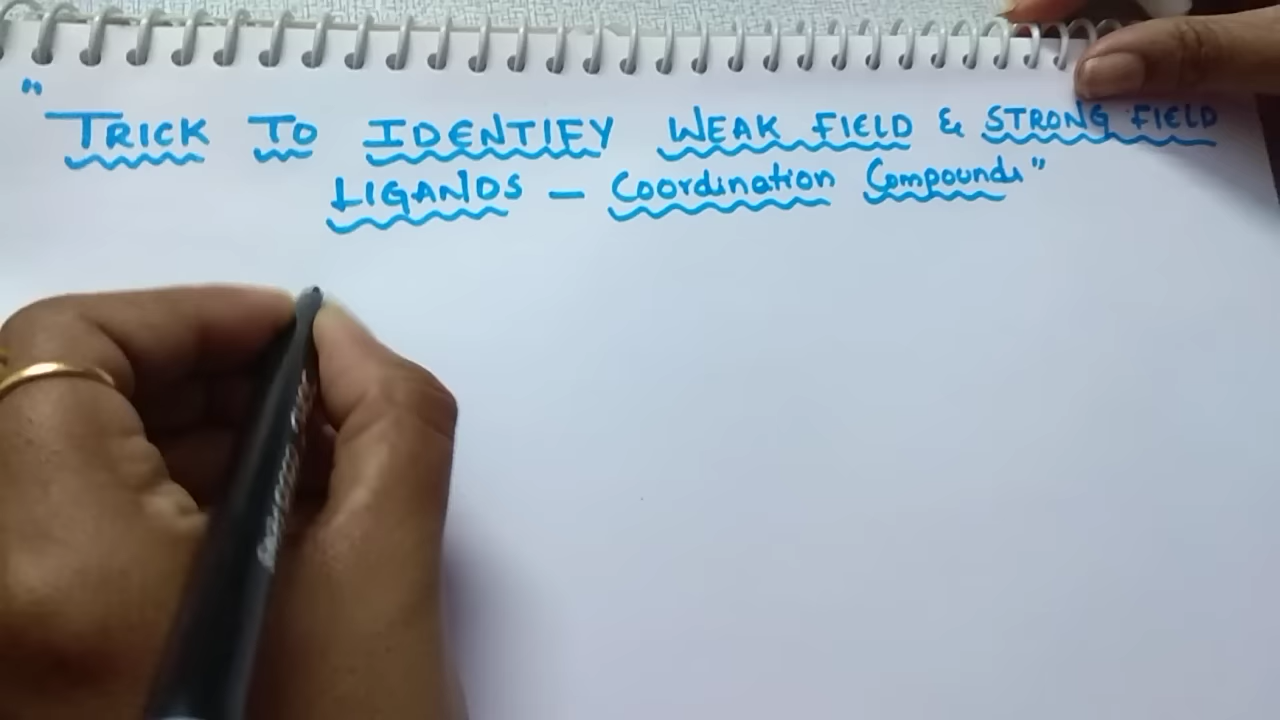 "TRICK TO IDENTIFY WEAK FIELD & STRONG FIELD
LIGANDS – Coordination Compounds"